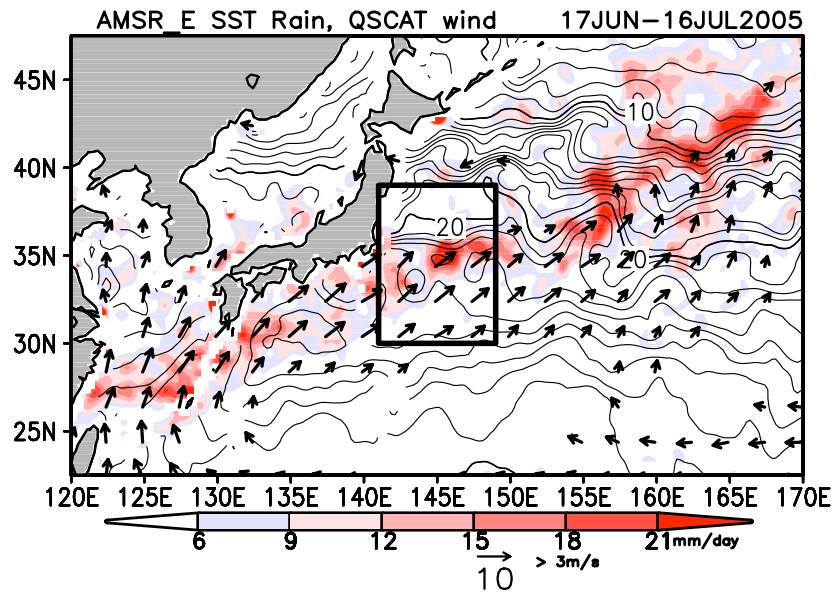 AMSR_E SST Rain, QSCAT wind 17JUN-16JUL2005
45N
10
40N
20
35N
20
30N
25N
120E 125E 130E 135E 140E 145E 150E 155E 160E 165E 170E
6 9 12 15 18 21 mm/day
> 3m/s
10